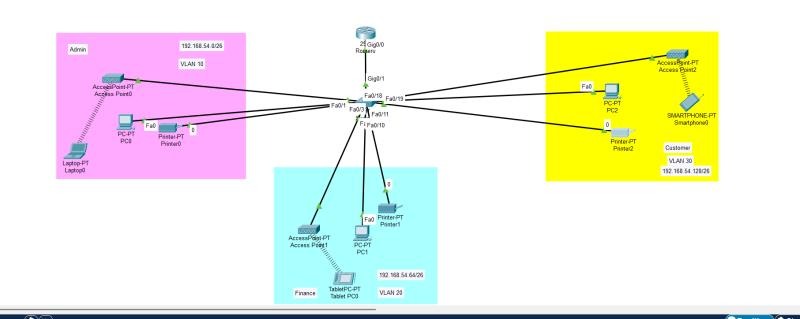 Gig0/0
Gig0/1
Fa0/18
Fa0/19
Fa0/1
Fa0/3
Fa0/11
Fa0/10
Admin
192.168.54.0/26
VLAN 10
AccessPoint-PT
Access Point0
PC-PT
PC0
Fa0
0
Printer-PT
Printer0
Laptop-PT
Laptop0
0
Fa0
Printer-PT
Printer1
AccessPoint-PT
Access Point1
PC-PT
PC1
192.168.54.64/26
TabletPC-PT
Tablet PC0
Finance
VLAN 20
AccessPoint-PT
Access Point2
Fa0
PC-PT
PC2
SMARTPHONE-PT
Smartphone0
0
Printer-PT
Printer2
Customer
VLAN 30
192.168.54.128/26